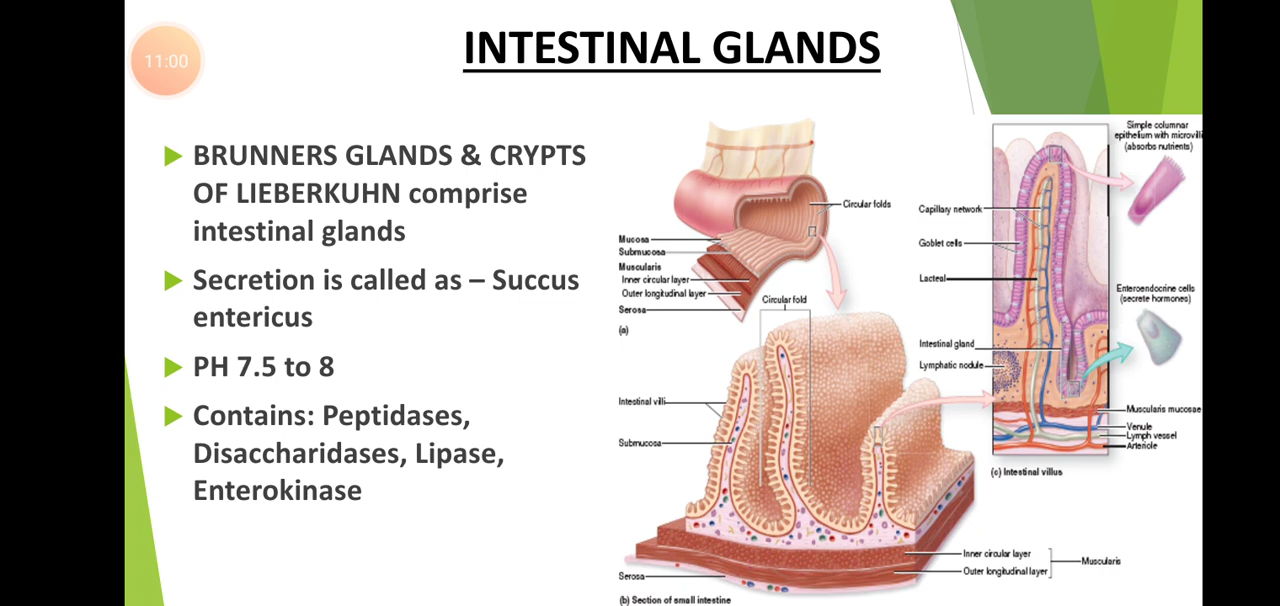 11:00
INTESTINAL GLANDS
BRUNNERS GLANDS & CRYPTS
OF LIEBERKUHN comprise
intestinal glands
Secretion is called as – Succus
entericus
PH 7.5 to 8
Contains: Peptidases,
Disaccharidases, Lipase,
Enterokinase
Circular folds
Mucosa
Submucosa
Muscularis
Inner circular layer
Outer longitudinal layer
Serosa
(a)
Circular fold
Intestinal villi
Submucosa
Inner circular layer
Outer longitudinal layer
Muscularis
Serosa
(b) Section of small intestine
Simple columnar
epithelium with microvilli
(absorbs nutrients)
Capillary network
Goblet cells
Lacteal
Enteroendocrine cells
(secrete hormones)
Intestinal gland
Lymphatic nodule
Muscularis mucosae
Venule
Lymph vessel
Arteriole
(c) Intestinal villus